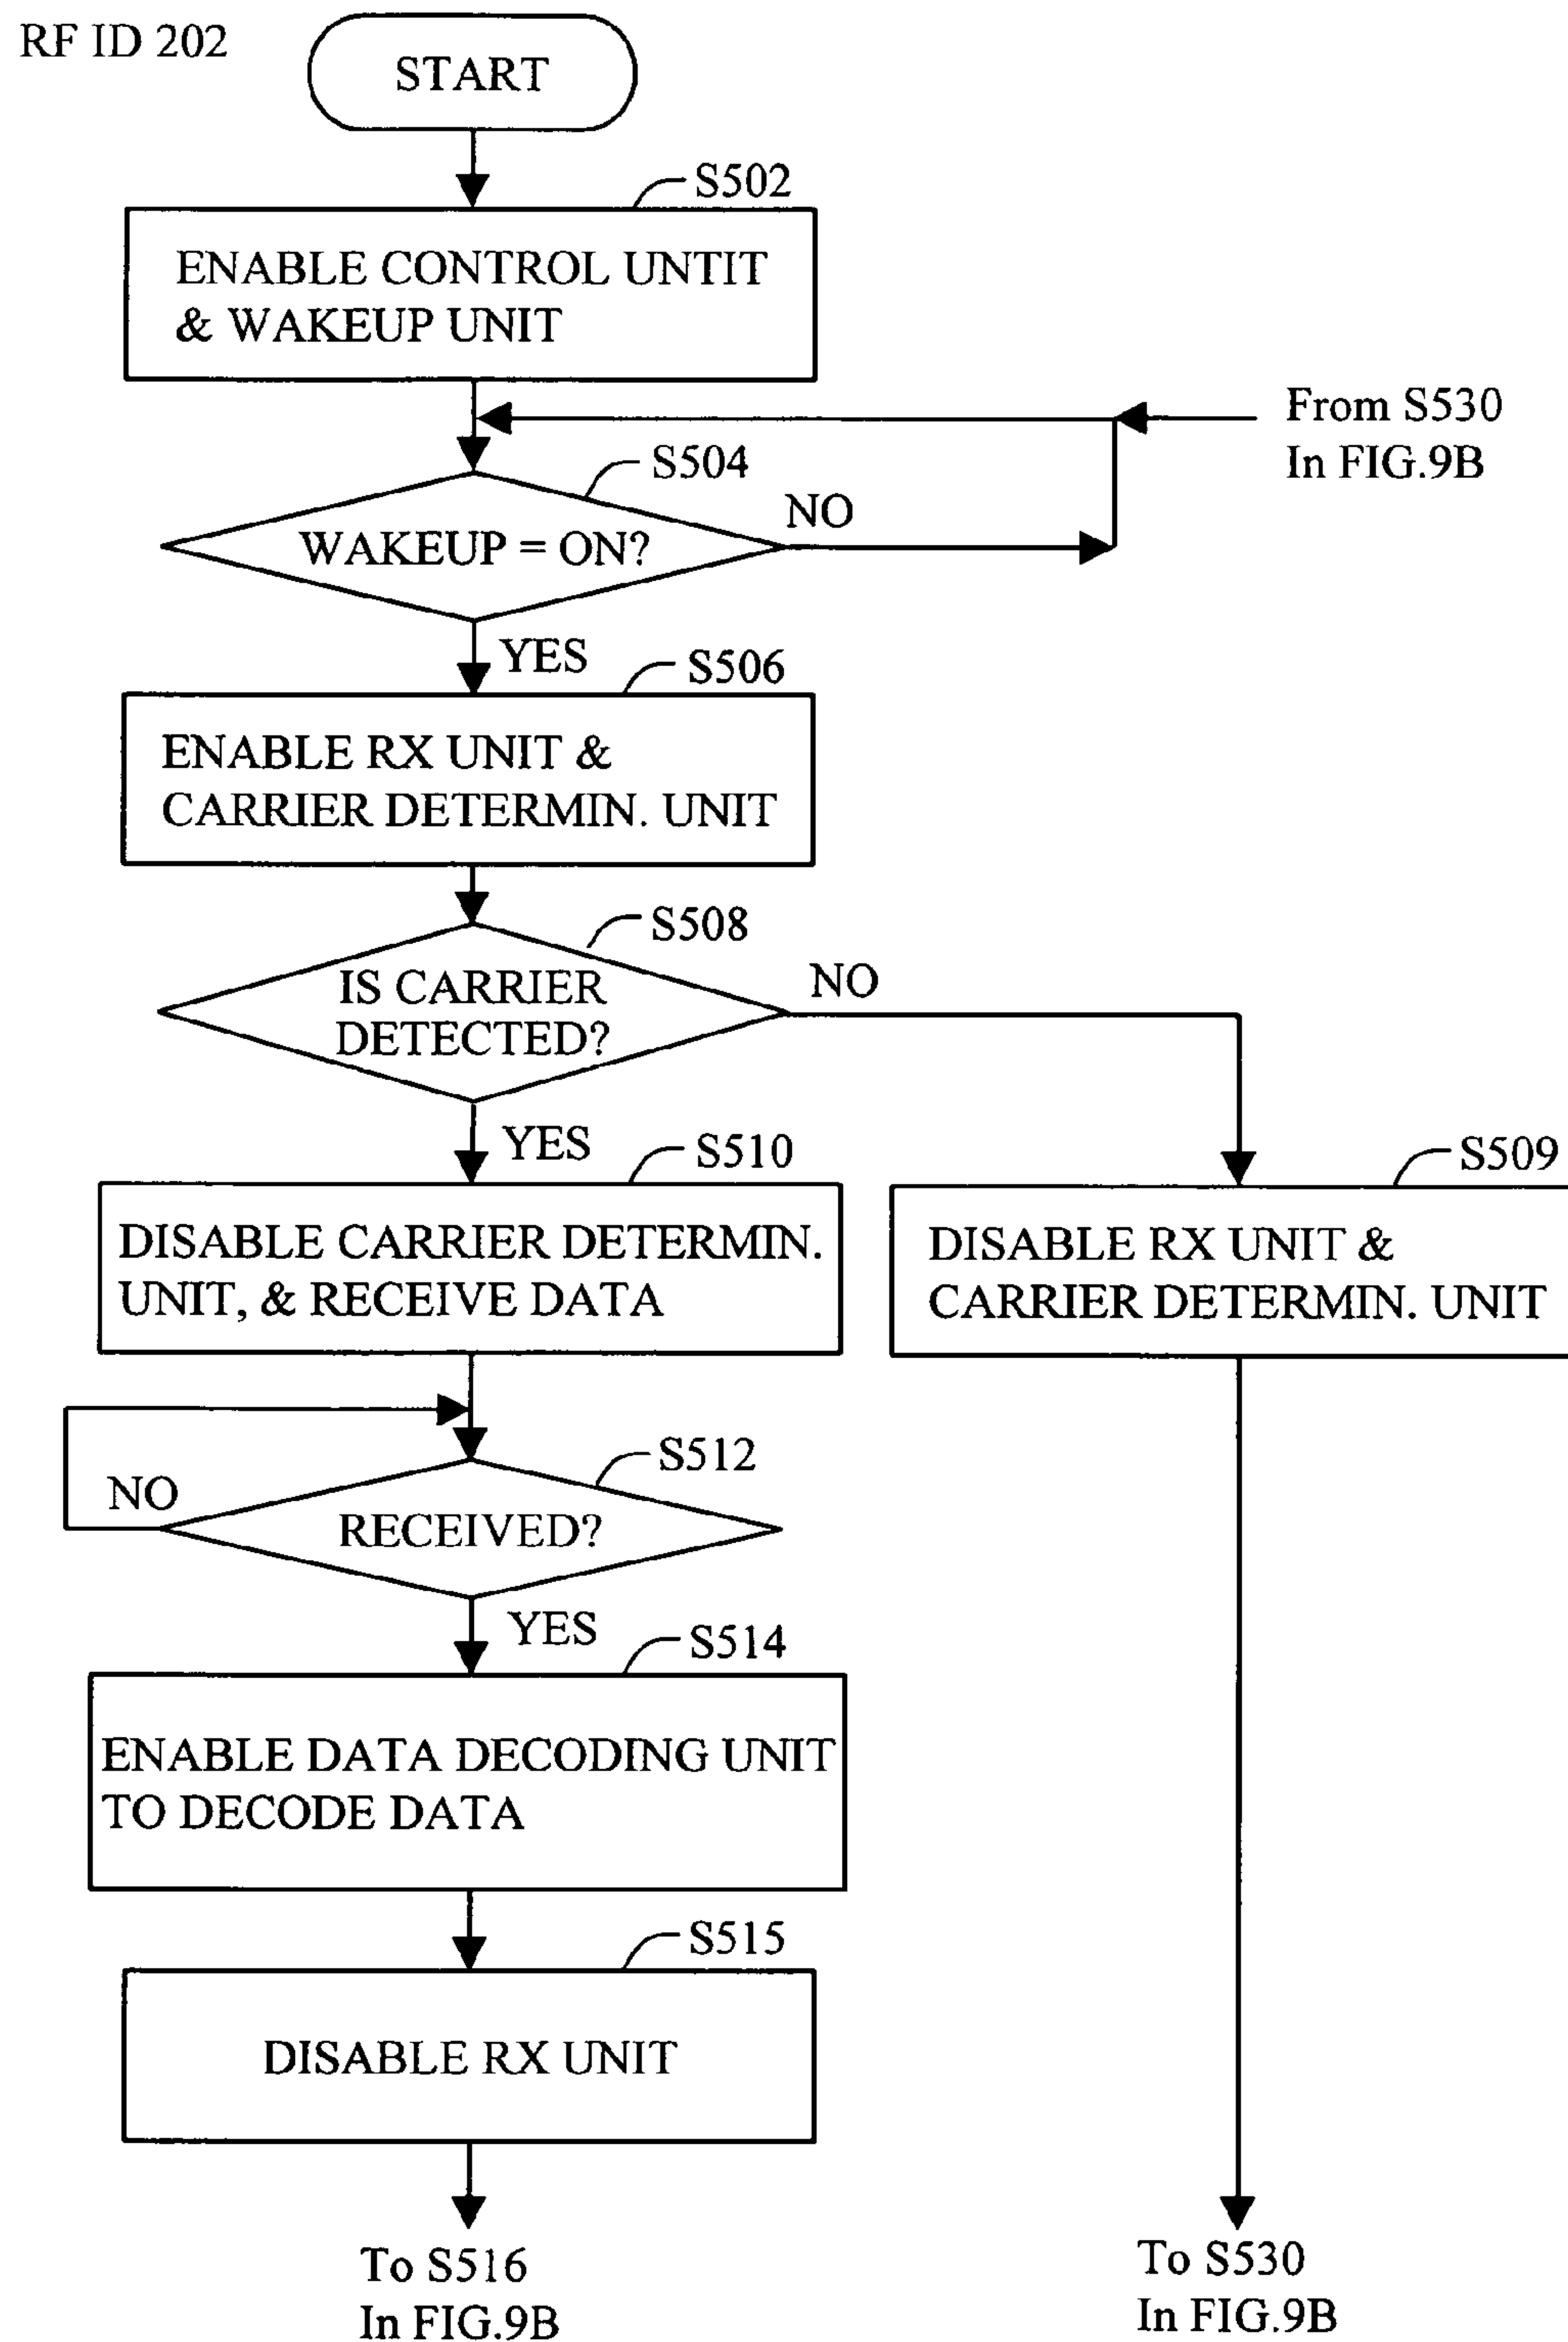 RF ID 202
START
S502
ENABLE CONTROL UNTIT
& WAKEUP UNIT
From S530
In FIG.9B
S504
WAKEUP = ON?
NO
YES
S506
ENABLE RX UNIT &
CARRIER DETERMIN. UNIT
S508
IS CARRIER
DETECTED?
NO
YES
S510
DISABLE CARRIER DETERMIN.
UNIT, & RECEIVE DATA
S509
DISABLE RX UNIT &
CARRIER DETERMIN. UNIT
S512
NO
RECEIVED?
YES
S514
ENABLE DATA DECODING UNIT
TO DECODE DATA
S515
DISABLE RX UNIT
To S516
In FIG.9B
To S530
In FIG.9B